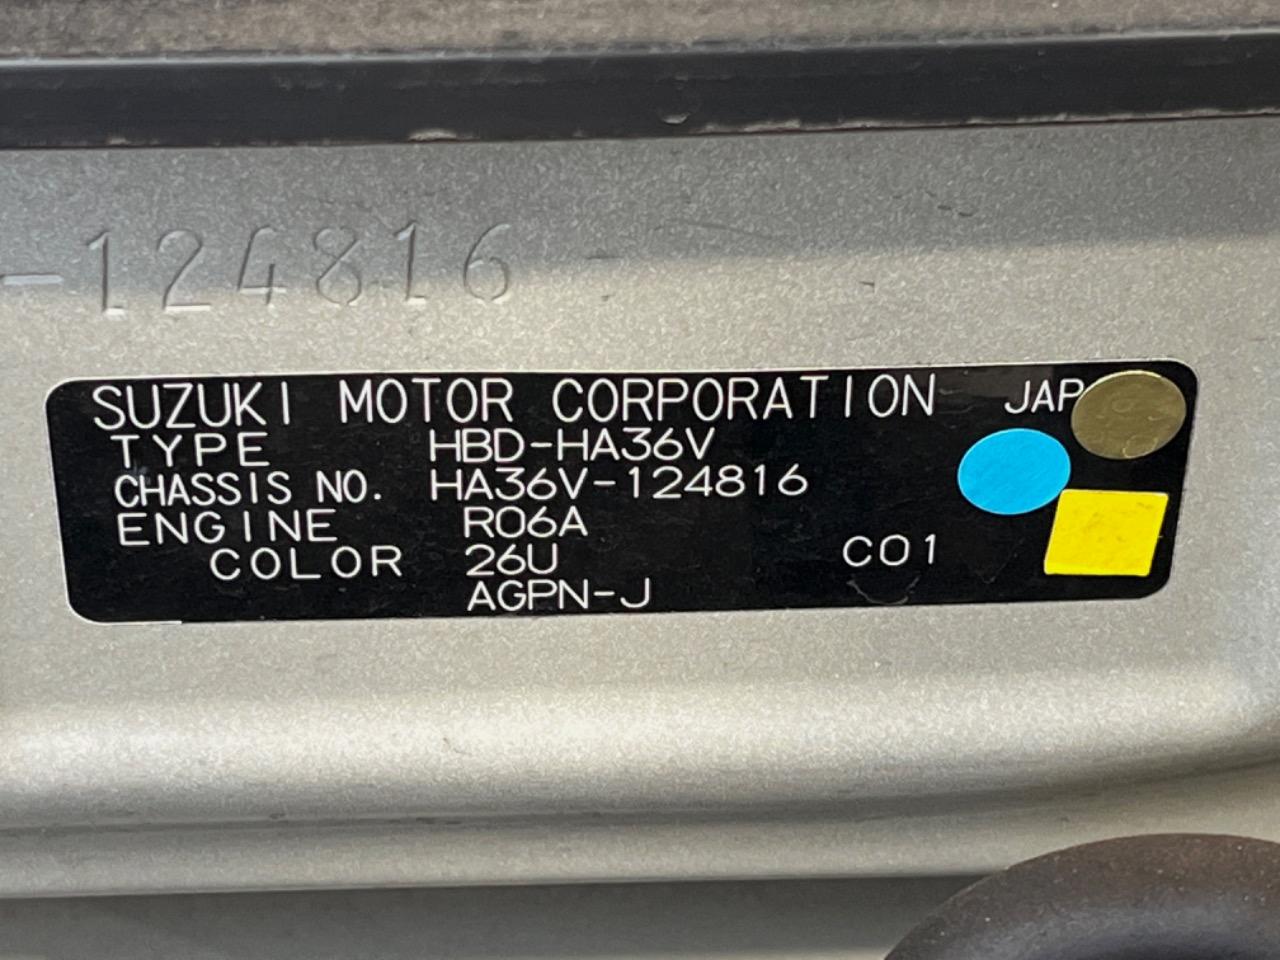 -124816
SUZUKI MOTOR CORPORATION JAP
TYPE HBD-HA36V
CHASSIS NO. HA36V-124816
ENGINE R06A
COLOR 26U C01
AGPN-J